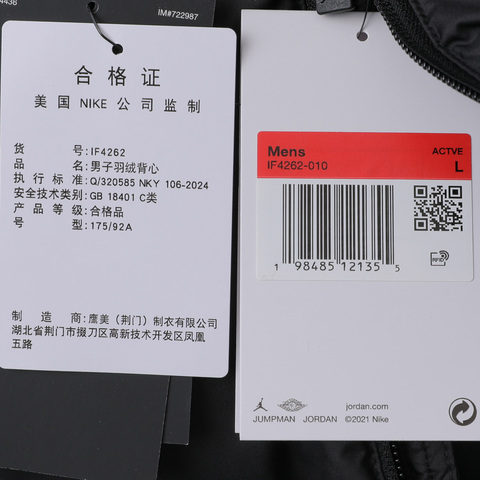 4436
IM#722987
合格证
美国 NIKE 公司监制
货号:IF4262
品名:男子羽绒背心
执行标准:Q/320585 NKY 106-2024
安全技术类别:GB 18401 C类
产品等级:合格品
号型:175/92A
制造商:鹰美(荆门)制衣有限公司
湖北省荆门市掇刀区高新技术开发区凤凰
五路
Mens
ACTVE
IF4262-010
L
1 98485 12135 5
RFID
jordan.com
JUMPMAN JORDAN ©2021 Nike